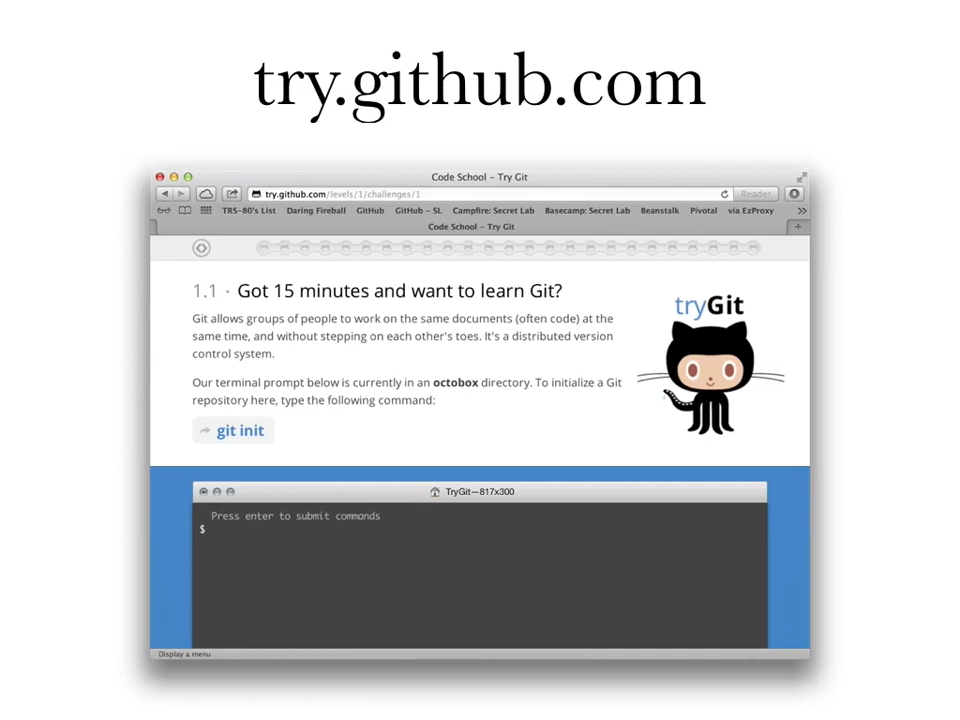 try.github.com
Code School – Try Git
try.github.com/levels/1/challenges/1
Reader
TRS-80's List Daring Fireball GitHub GitHub – SL Campfire: Secret Lab Basecamp: Secret Lab Beanstalk Pivotal via EzProxy
Code School – Try Git
1.1 · Got 15 minutes and want to learn Git?
Git allows groups of people to work on the same documents (often code) at the
same time, and without stepping on each other's toes. It's a distributed version
control system.
Our terminal prompt below is currently in an octobox directory. To initialize a Git
repository here, type the following command:
git init
tryGit
TryGit—817x300
Press enter to submit commands
$
Display a menu